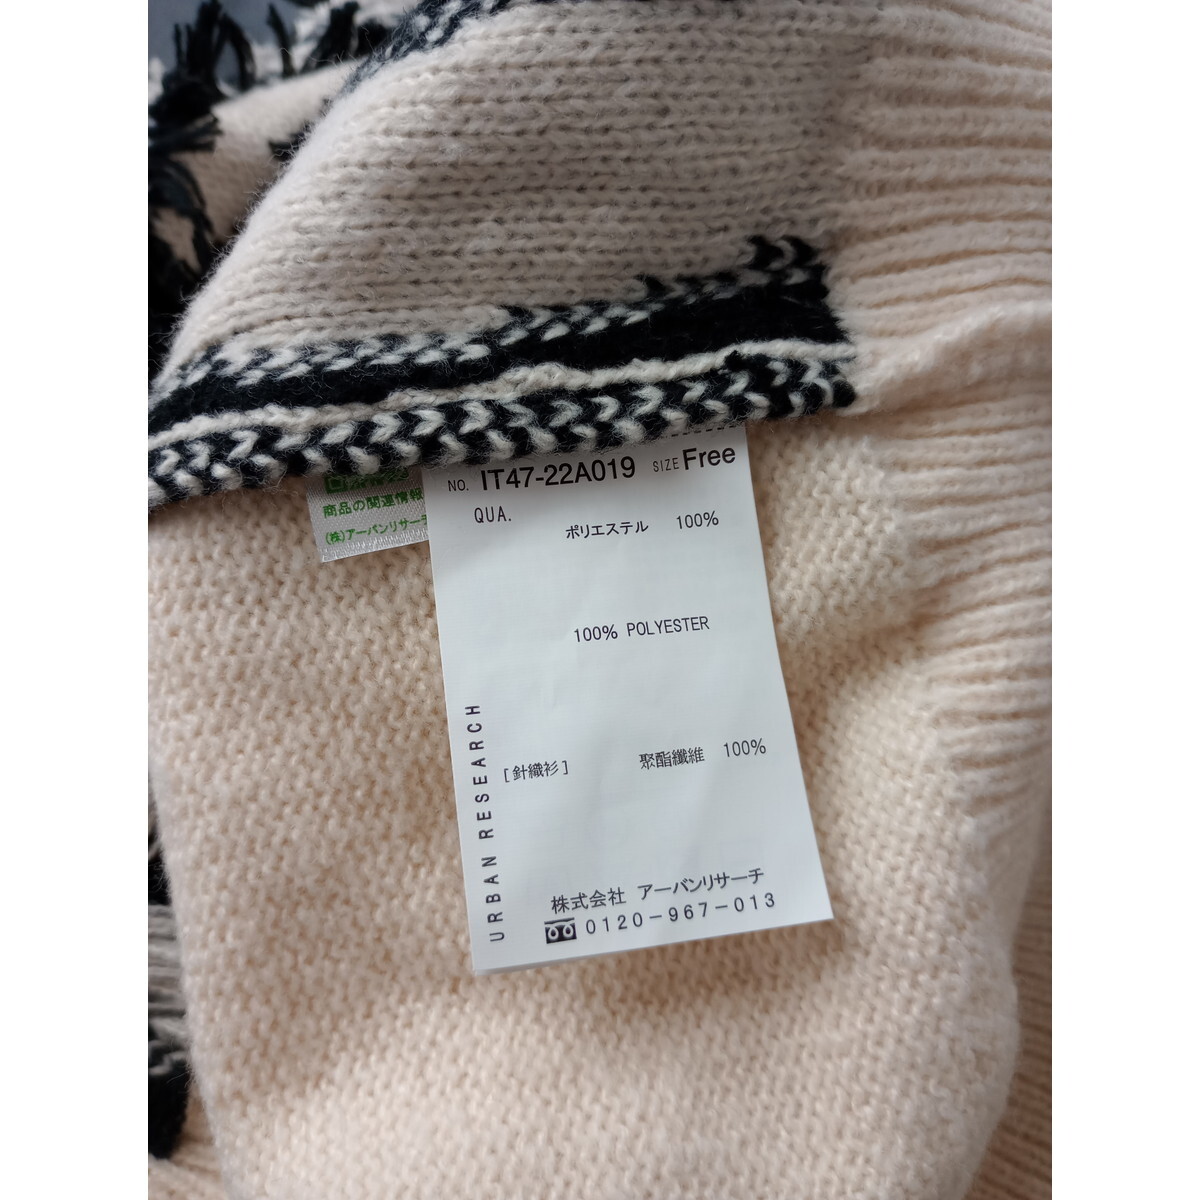 NO. IT47-22A019 SIZE Free
QUA.
ポリエステル 100%
100% POLYESTER
[針織衫] 聚酯纖維 100%
URBAN RESEARCH
株式会社 アーバンリサーチ
0120-967-013
商品の関連情報
(株)アーバンリサーチ